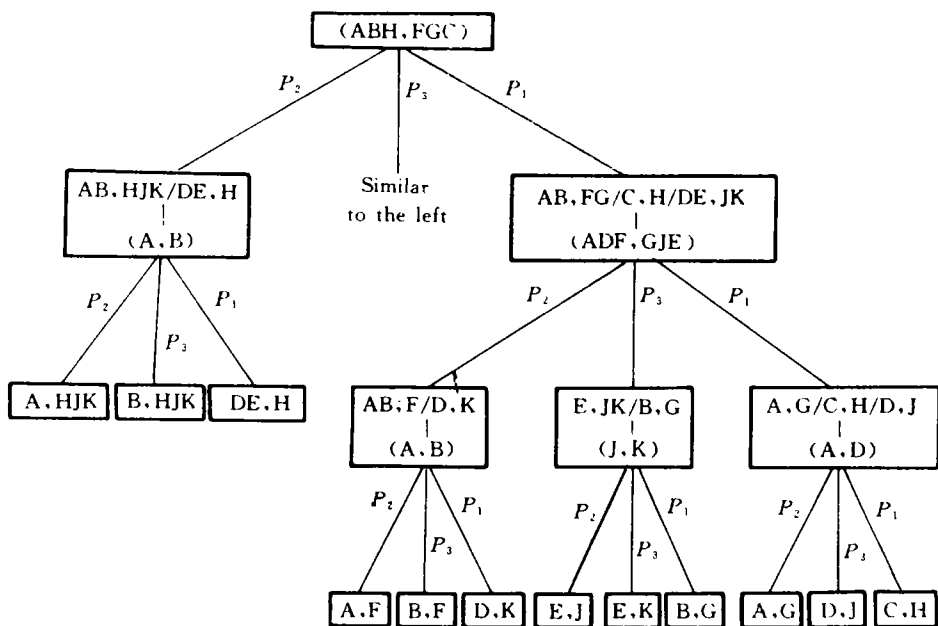 (ABH, FGC)
P₂
P₃
P₁
AB, HJK/DE, H
(A, B)
Similar
to the left
AB, FG/C, H/DE, JK
(ADF, GJE)
P₂
P₃
P₁
P₂
P₃
P₁
A, HJK
B, HJK
DE, H
AB; F/D, K
(A, B)
E, JK/B, G
(J, K)
A, G/C, H/D, J
(A, D)
P₂
P₃
P₁
P₂
P₃
P₁
P₂
P₃
P₁
A, F
B, F
D, K
E, J
E, K
B, G
A, G
D, J
C, H